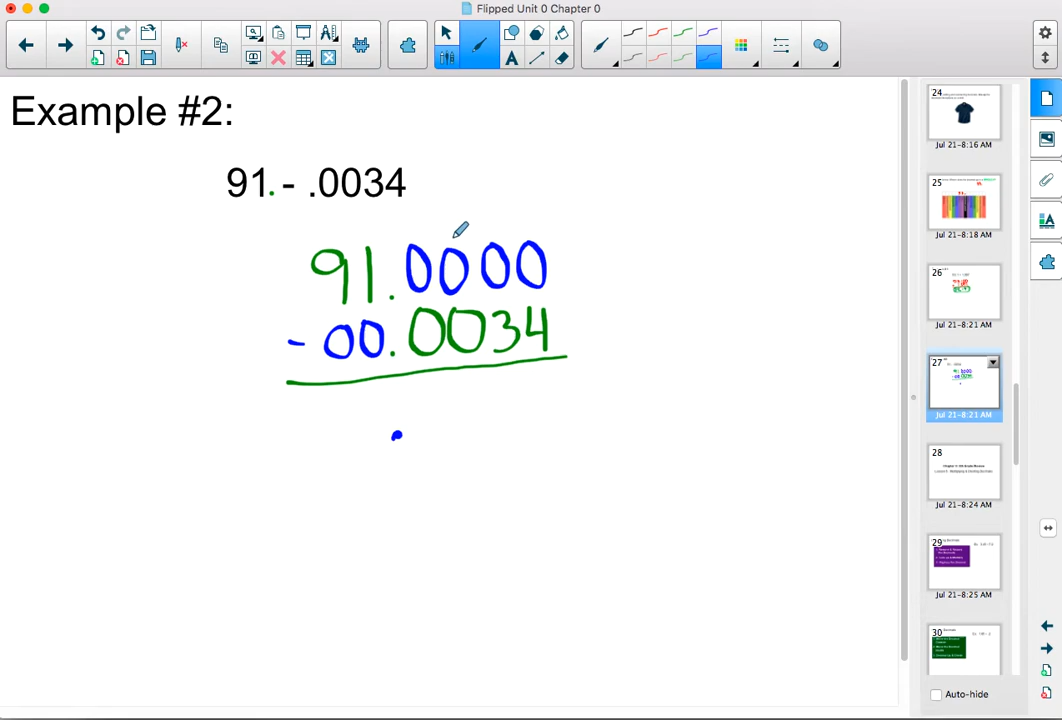 Flipped Unit 0 Chapter 0
Example #2:
91. - .0034
91.0000
- 00.0034
.
24
Jul 21-8:16 AM
25
Jul 21-8:18 AM
26
Jul 21-8:21 AM
27
Jul 21-8:21 AM
28
Jul 21-8:24 AM
29
Jul 21-8:25 AM
30
Auto-hide